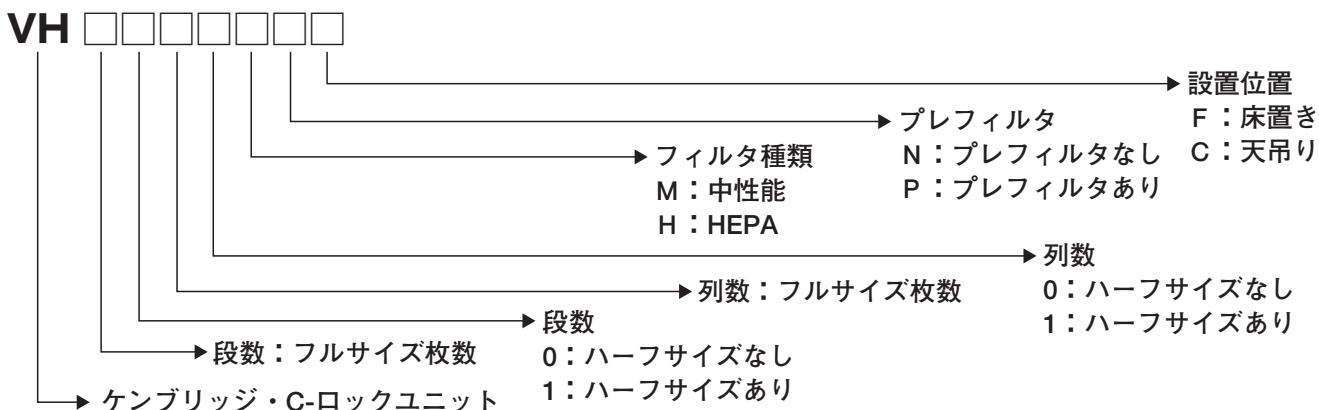 VH □□□□□□□
設置位置
F：床置き
C：天吊り
プレフィルタ
N：プレフィルタなし
P：プレフィルタあり
フィルタ種類
M：中性能
H：HEPA
列数
0：ハーフサイズなし
1：ハーフサイズあり
列数：フルサイズ枚数
段数
0：ハーフサイズなし
1：ハーフサイズあり
段数：フルサイズ枚数
ケンブリッジ・C-ロックユニット